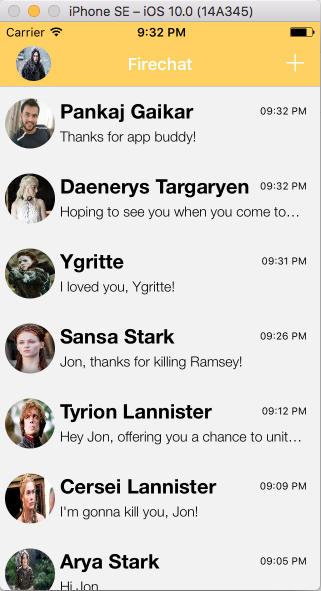 iPhone SE – iOS 10.0 (14A345)
Carrier 9:32 PM
Firechat
Pankaj Gaikar 09:32 PM
Thanks for app buddy!
Daenerys Targaryen 09:32 PM
Hoping to see you when you come to…
Ygritte 09:31 PM
I loved you, Ygritte!
Sansa Stark 09:26 PM
Jon, thanks for killing Ramsey!
Tyrion Lannister 09:12 PM
Hey Jon, offering you a chance to unit…
Cersei Lannister 09:09 PM
I'm gonna kill you, Jon!
Arya Stark 09:05 PM
Hi Jon